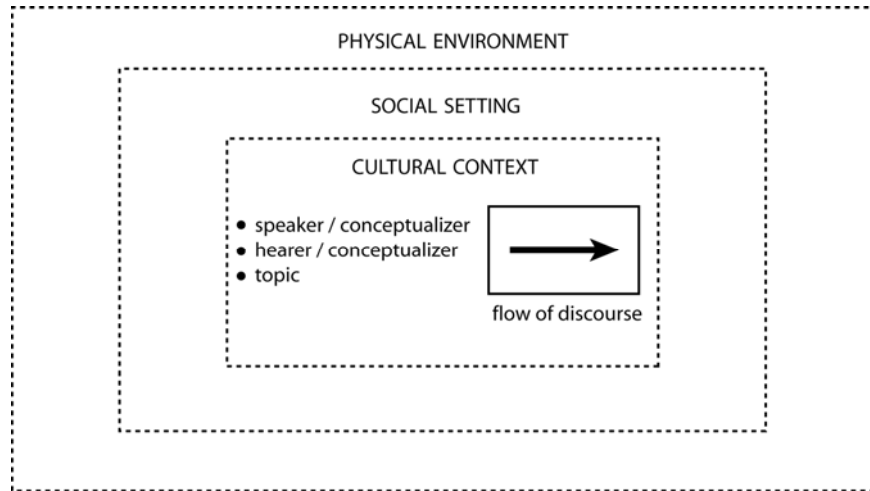 PHYSICAL ENVIRONMENT
SOCIAL SETTING
CULTURAL CONTEXT
● speaker / conceptualizer
● hearer / conceptualizer
● topic
flow of discourse